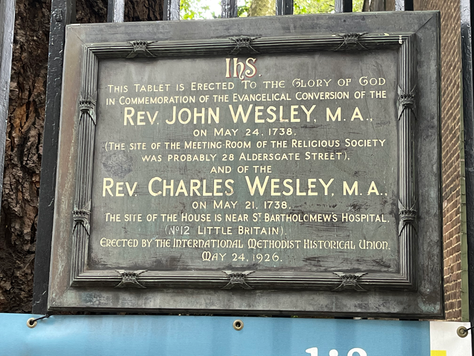 IHS.
THIS TABLET IS ERECTED TO THE GLORY OF GOD
IN COMMEMORATION OF THE EVANGELICAL CONVERSION OF THE
REV. JOHN WESLEY, M.A.,
ON MAY 24, 1738,
(THE SITE OF THE MEETING-ROOM OF THE RELIGIOUS SOCIETY
WAS PROBABLY 28 ALDERSGATE STREET),
AND OF THE
REV. CHARLES WESLEY, M.A.,
ON MAY 21, 1738,
(THE SITE OF THE HOUSE IS NEAR ST BARTHOLOMEW'S HOSPITAL,
(NO 12 LITTLE BRITAIN).
ERECTED BY THE INTERNATIONAL METHODIST HISTORICAL UNION.
MAY 24, 1926.